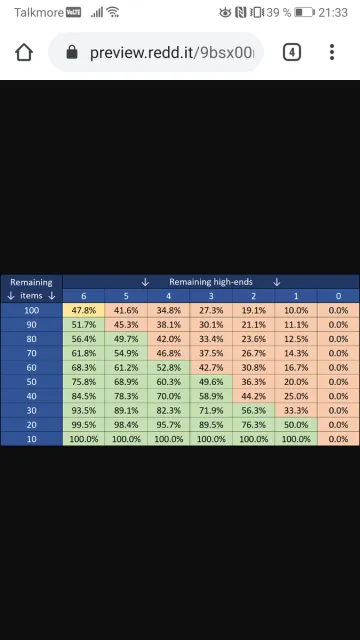 Talkmore VoLTE 39 % 21:33
preview.redd.it/9bsx00 4
Remaining ↓ Remaining high-ends ↓
↓ items ↓ 6 5 4 3 2 1 0
100 47.8% 41.6% 34.8% 27.3% 19.1% 10.0% 0.0%
90 51.7% 45.3% 38.1% 30.1% 21.1% 11.1% 0.0%
80 56.4% 49.7% 42.0% 33.4% 23.6% 12.5% 0.0%
70 61.8% 54.9% 46.8% 37.5% 26.7% 14.3% 0.0%
60 68.3% 61.2% 52.8% 42.7% 30.8% 16.7% 0.0%
50 75.8% 68.9% 60.3% 49.6% 36.3% 20.0% 0.0%
40 84.5% 78.3% 70.0% 58.9% 44.2% 25.0% 0.0%
30 93.5% 89.1% 82.3% 71.9% 56.3% 33.3% 0.0%
20 99.5% 98.4% 95.7% 89.5% 76.3% 50.0% 0.0%
10 100.0% 100.0% 100.0% 100.0% 100.0% 100.0% 0.0%